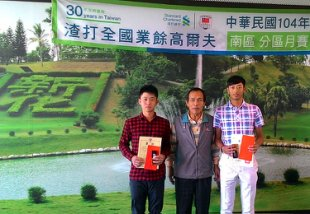 30 years in Taiwan
Standard Chartered
渣打全國業餘高爾夫
中華民國104年
南區 分區月賽